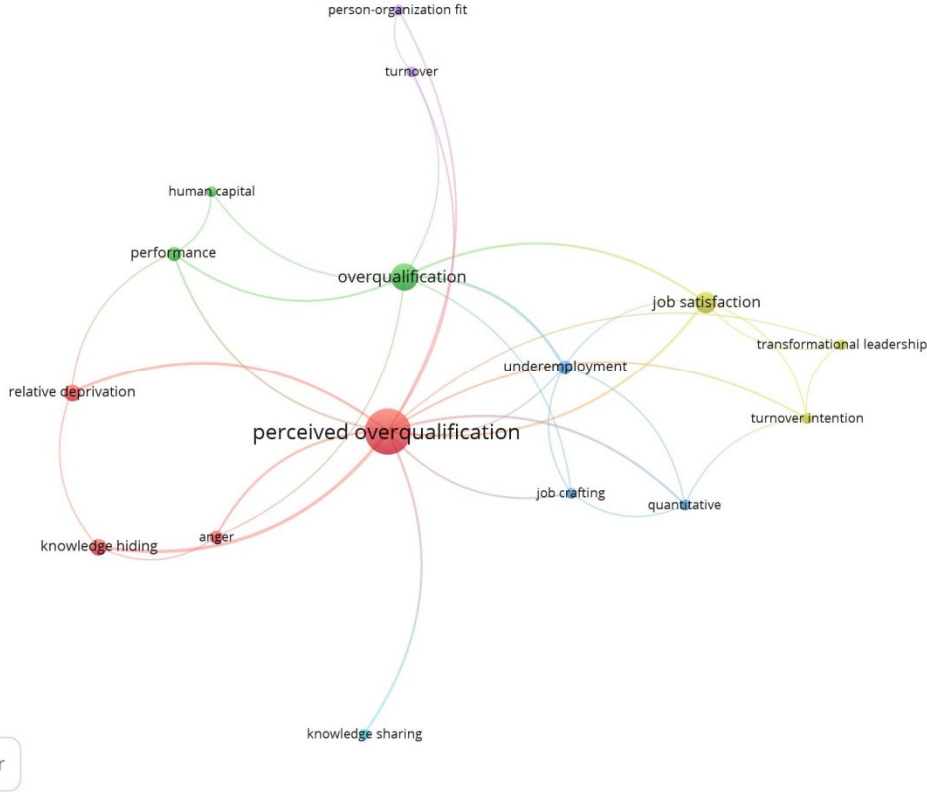 person-organization fit
turnover
human capital
performance
overqualification
job satisfaction
transformational leadership
underemployment
relative deprivation
turnover intention
perceived overqualification
job crafting
quantitative
anger
knowledge hiding
knowledge sharing
r